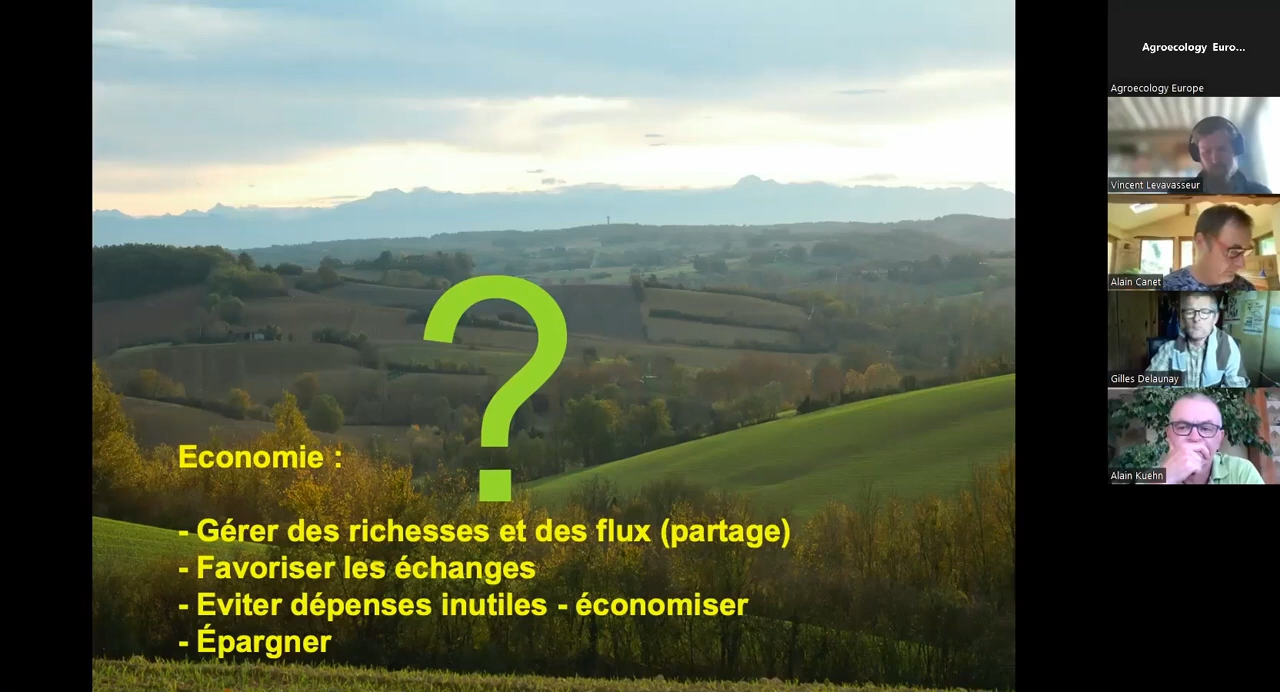 ?
Economie :
- Gérer des richesses et des flux (partage)
- Favoriser les échanges
- Eviter dépenses inutiles - économiser
- Épargner
Agroecology Euro...
Agroecology Europe
Vincent Levavasseur
Alain Canet
Gilles Delaunay
Alain Kuehn